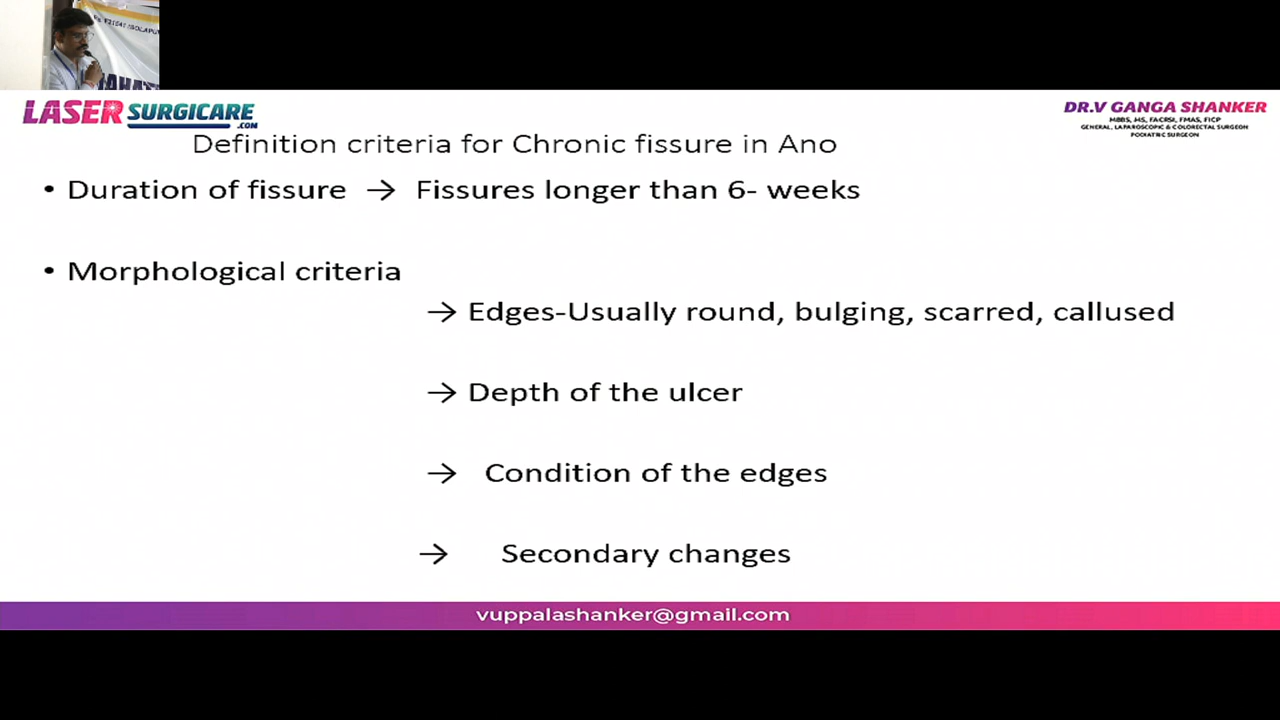 LASER SURGICARE
.COM
DR.V GANGA SHANKER
MBBS, MS, FACRSI, FMAS, FICP
GENERAL, LAPAROSCOPIC & COLORECTAL SURGEON
PODIATRIC SURGEON
Definition criteria for Chronic fissure in Ano
• Duration of fissure → Fissures longer than 6- weeks
• Morphological criteria
→ Edges-Usually round, bulging, scarred, callused
→ Depth of the ulcer
→ Condition of the edges
→ Secondary changes
vuppalashanker@gmail.com